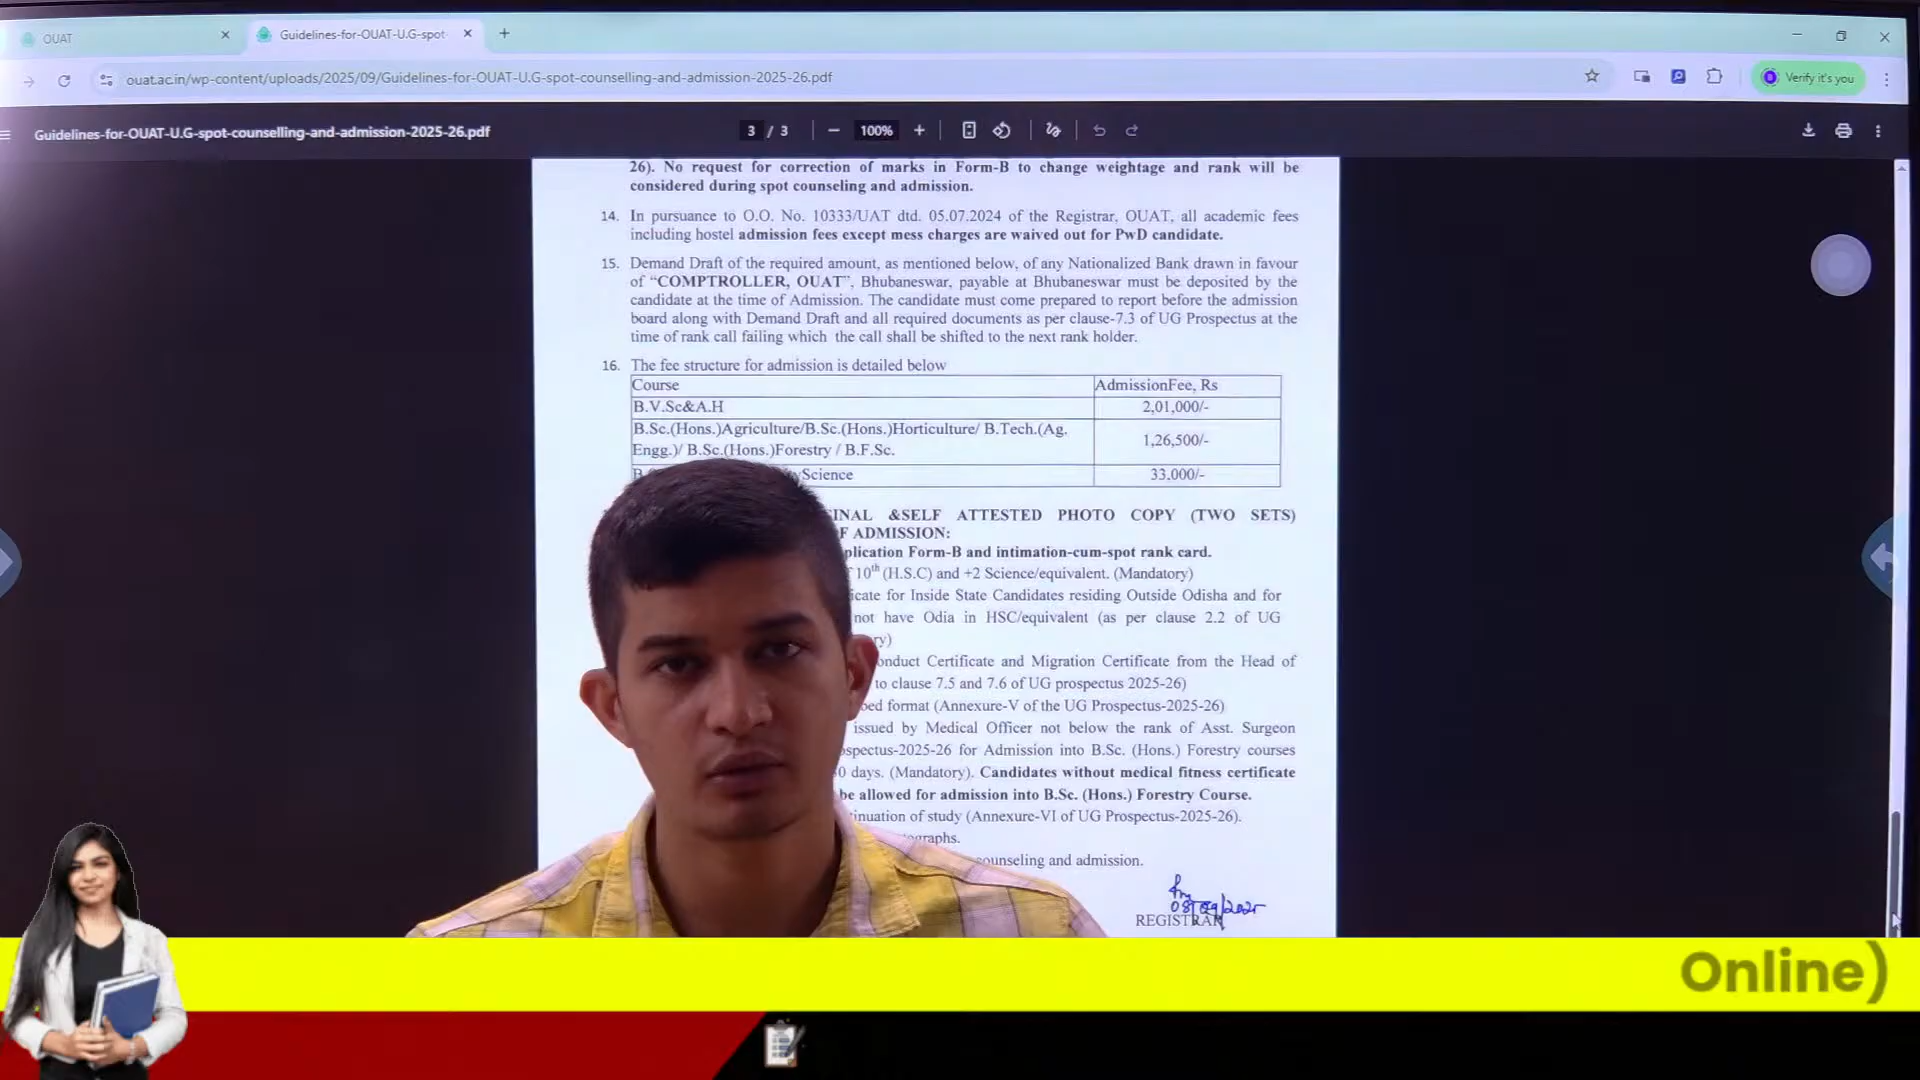 OUAT
Guidelines-for-OUAT-U.G-spot-
Verify it's you
ouat.ac.in/wp-content/uploads/2025/09/Guidelines-for-OUAT-U.G-spot-counselling-and-admission-2025-26.pdf
Guidelines-for-OUAT-U.G-spot-counselling-and-admission-2025-26.pdf
3 / 3
100%
26). No request for correction of marks in Form-B to change weightage and rank will be
considered during spot counseling and admission.
14. In pursuance to O.O. No. 10333/UAT dtd. 05.07.2024 of the Registrar, OUAT, all academic fees
including hostel admission fees except mess charges are waived out for PwD candidate.
15. Demand Draft of the required amount, as mentioned below, of any Nationalized Bank drawn in favour
of “COMPTROLLER, OUAT”, Bhubaneswar, payable at Bhubaneswar must be deposited by the
candidate at the time of Admission. The candidate must come prepared to report before the admission
board along with Demand Draft and all required documents as per clause-7.3 of UG Prospectus at the
time of rank call failing which the call shall be shifted to the next rank holder.
16. The fee structure for admission is detailed below
Course AdmissionFee, Rs
B.V.Sc&A.H 2,01,000/-
B.Sc.(Hons.)Agriculture/B.Sc.(Hons.)Horticulture/ B.Tech.(Ag.
Engg.)/ B.Sc.(Hons.)Forestry / B.F.Sc. 1,26,500/-
Science 33.000/-
&SELF ATTESTED PHOTO COPY (TWO SETS)
ADMISSION:
Form-B and intimation-cum-spot rank card.
10th (H.S.C) and +2 Science/equivalent. (Mandatory)
for Inside State Candidates residing Outside Odisha and for
not have Odia in HSC/equivalent (as per clause 2.2 of UG
Certificate and Migration Certificate from the Head of
to clause 7.5 and 7.6 of UG prospectus 2025-26)
format (Annexure-V of the UG Prospectus-2025-26)
issued by Medical Officer not below the rank of Asst. Surgeon
for Admission into B.Sc. (Hons.) Forestry courses
days. (Mandatory). Candidates without medical fitness certificate
be allowed for admission into B.Sc. (Hons.) Forestry Course.
of study (Annexure-VI of UG Prospectus-2025-26).
and admission.
REGISTRAR
Online)